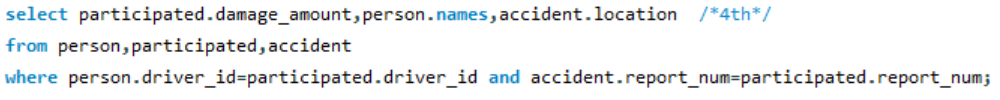 select participated.damage_amount,person.names,accident.location  /*4th*/
from person,participated,accident
where person.driver_id=participated.driver_id and accident.report_num=participated.report_num;